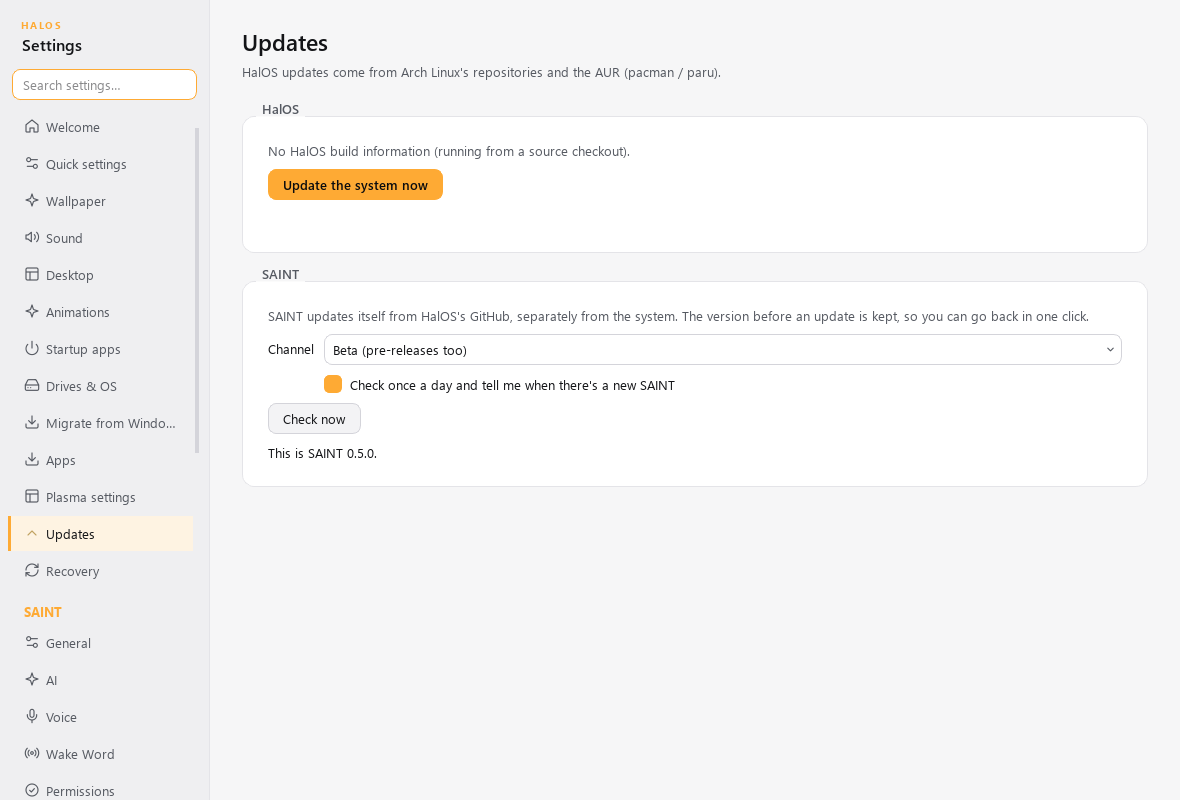 HALOS
Settings
Search settings...
Welcome
Quick settings
Wallpaper
Sound
Desktop
Animations
Startup apps
Drives & OS
Migrate from Windo...
Apps
Plasma settings
Updates
Recovery
SAINT
General
AI
Voice
Wake Word
Permissions
Updates
HalOS updates come from Arch Linux's repositories and the AUR (pacman / paru).
HalOS
No HalOS build information (running from a source checkout).
Update the system now
SAINT
SAINT updates itself from HalOS's GitHub, separately from the system. The version before an update is kept, so you can go back in one click.
Channel Beta (pre-releases too)
Check once a day and tell me when there's a new SAINT
Check now
This is SAINT 0.5.0.